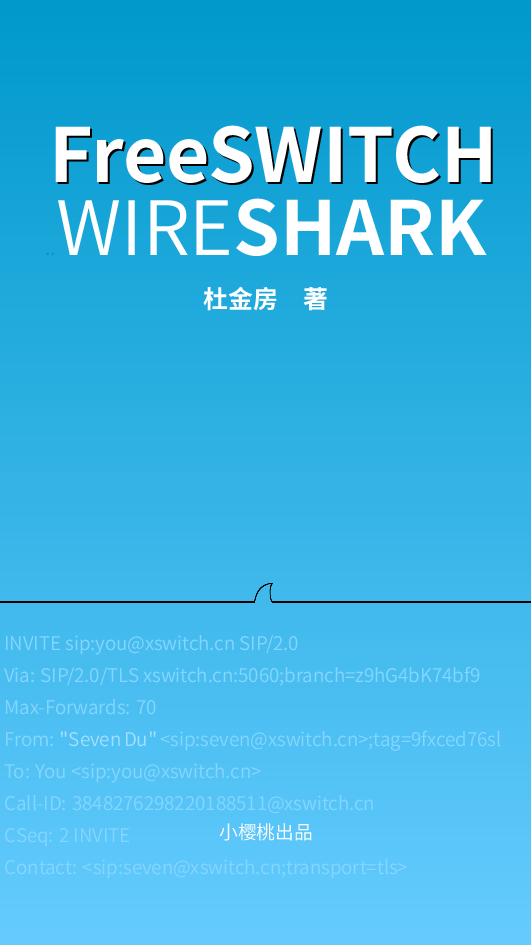 FreeSWITCH
WIRESHARK
杜金房 著
INVITE sip:you@xswitch.cn SIP/2.0
Via: SIP/2.0/TLS xswitch.cn:5060;branch=z9hG4bK74bf9
Max-Forwards: 70
From: "Seven Du" <sip:seven@xswitch.cn>;tag=9fxced76sl
To: You <sip:you@xswitch.cn>
Call-ID: 3848276298220188511@xswitch.cn
CSeq: 2 INVITE
小樱桃出品
Contact: <sip:seven@xswitch.cn;transport=tls>